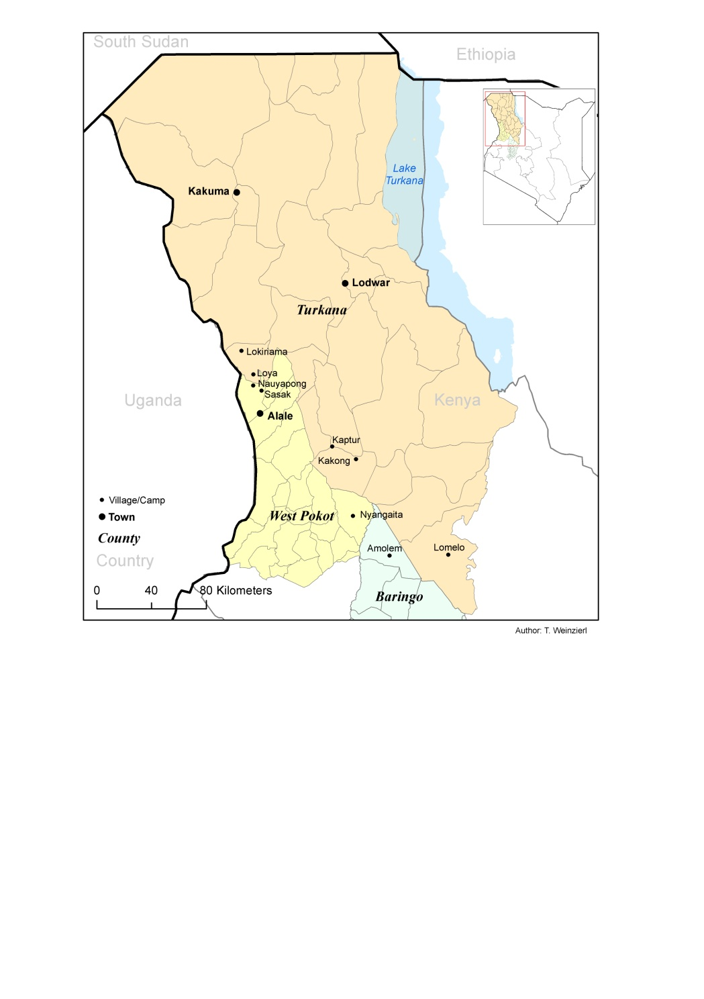 South Sudan
Ethiopia
Lake
Turkana
Kakuma
Lodwar
Turkana
Lokiriama
Loya
Nauyapong
Sasak
Uganda
Kenya
Alale
Kaptur
Kakong
Village/Camp
West Pokot
Nyangaita
Town
County
Amolem
Lomelo
Country
0 40 80 Kilometers
Baringo
Author: T. Weinzierl